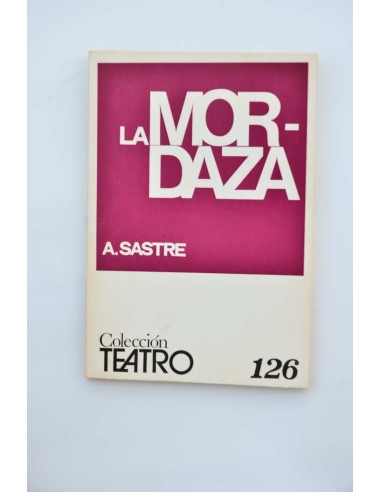 LA MOR-
DAZA
A. SASTRE
Colección
TEATRO
126